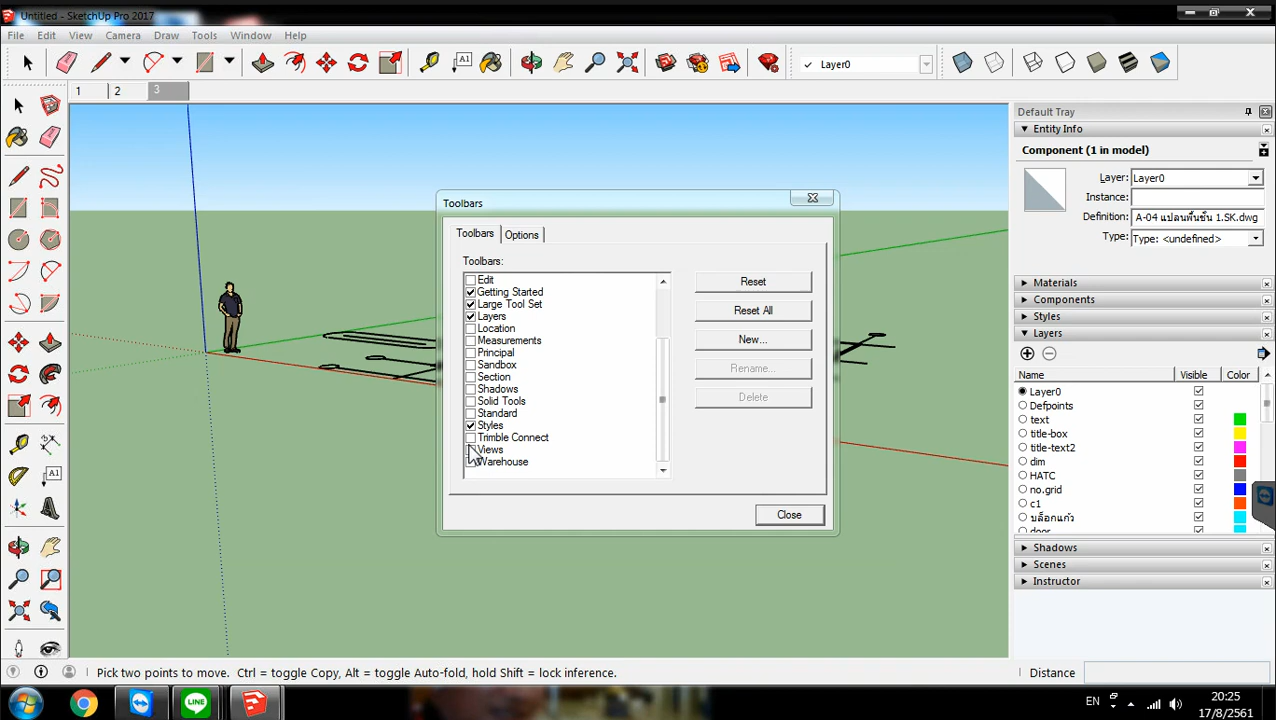 Untitled - SketchUp Pro 2017
File Edit View Camera Draw Tools Window Help
A1
Layer0
1 2 3
Default Tray
Entity Info
Component (1 in model)
Layer: Layer0
Instance:
Definition: A-04 แปลนพื้นชั้น 1.SK.dwg
Type: Type: <undefined>
Materials
Components
Styles
Layers
Name Visible Color
Layer0
Defpoints
text
title-box
title-text2
dim
HATC
no.grid
c1
บล็อกแก้ว
door
Shadows
Scenes
Instructor
Toolbars
Toolbars Options
Toolbars:
Edit
Getting Started
Large Tool Set
Layers
Location
Measurements
Principal
Sandbox
Section
Shadows
Solid Tools
Standard
Styles
Trimble Connect
Views
Warehouse
Reset
Reset All
New...
Rename...
Delete
Close
A1
Pick two points to move. Ctrl = toggle Copy, Alt = toggle Auto-fold, hold Shift = lock inference.
Distance
LINE
EN
20:25
17/8/2561